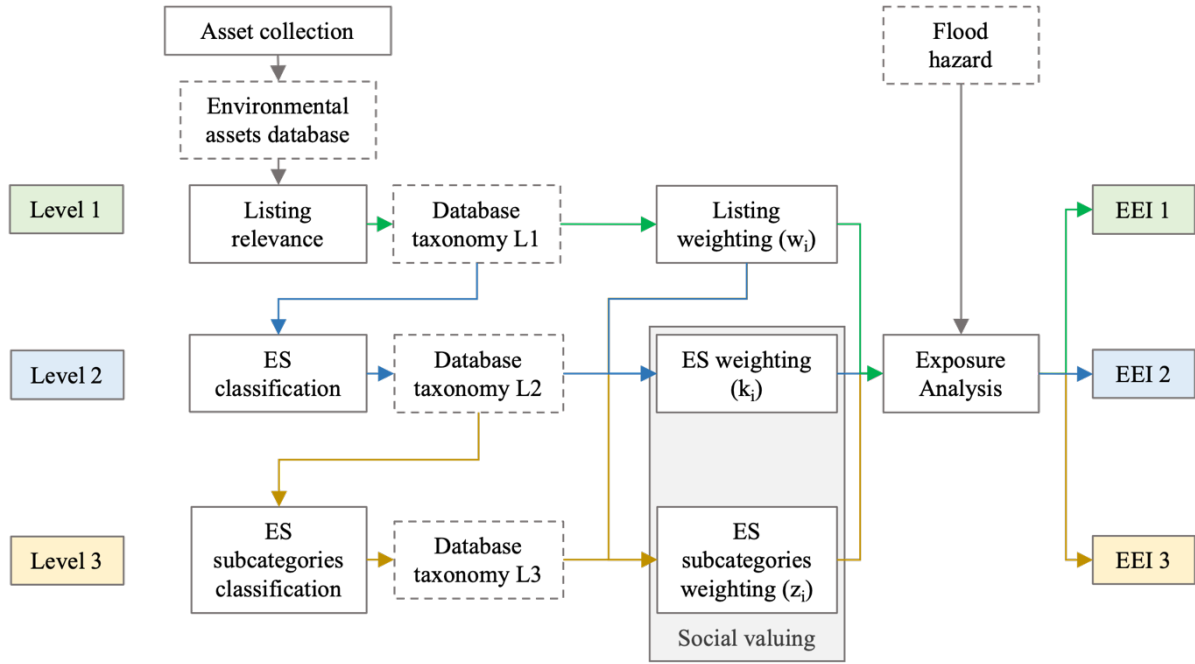 Asset collection
Flood
hazard
Environmental
assets database
Level 1
Listing
relevance
Database
taxonomy L1
Listing
weighting (wᵢ)
EEI 1
Level 2
ES
classification
Database
taxonomy L2
ES weighting
(kᵢ)
Exposure
Analysis
EEI 2
Level 3
ES
subcategories
classification
Database
taxonomy L3
ES
subcategories
weighting (zᵢ)
EEI 3
Social valuing